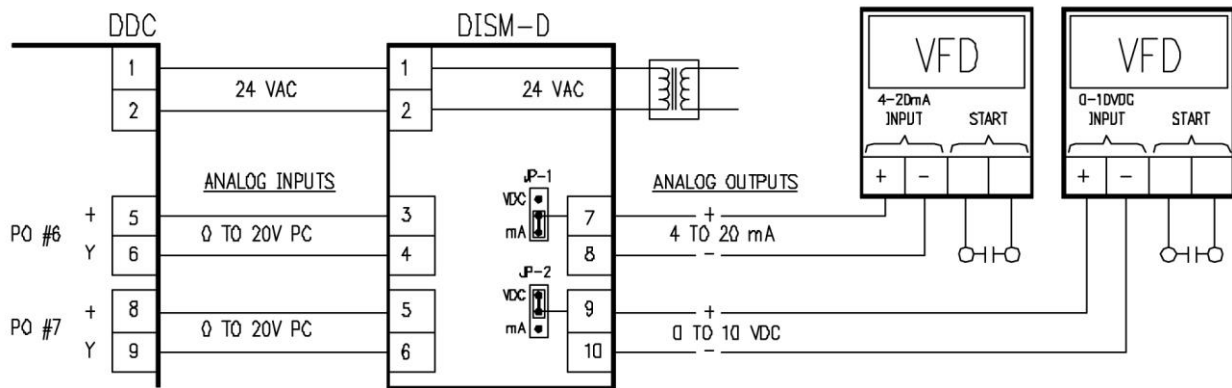 DDC
DISM-D
VFD
VFD
1
2
24 VAC
1
2
24 VAC
4-20mA
INPUT
START
0-10VDC
INPUT
START
+
-
+
-
ANALOG INPUTS
JP-1
VDC
mA
ANALOG OUTPUTS
PO #6
+
Y
5
6
0 TO 20V PC
3
4
7
8
+
4 TO 20 mA
-
JP-2
VDC
mA
PO #7
+
Y
8
9
0 TO 20V PC
5
6
9
10
+
0 TO 10 VDC
-